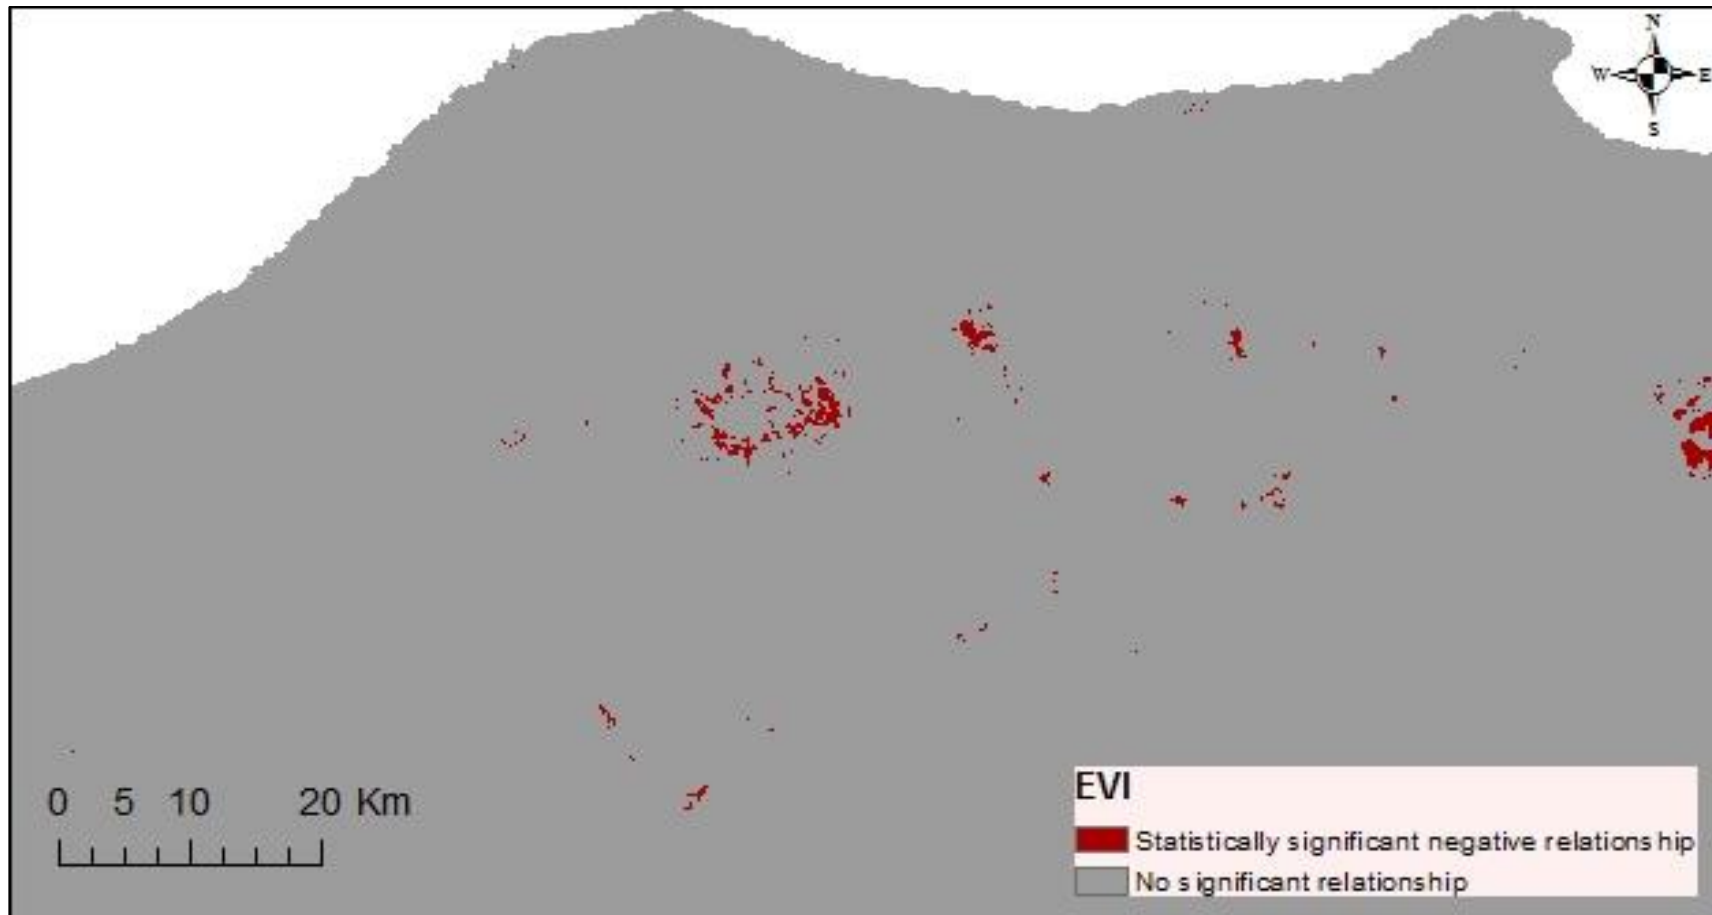 N
W E
S
0 5 10 20 Km
EVI
Statistically significant negative relationship
No significant relationship